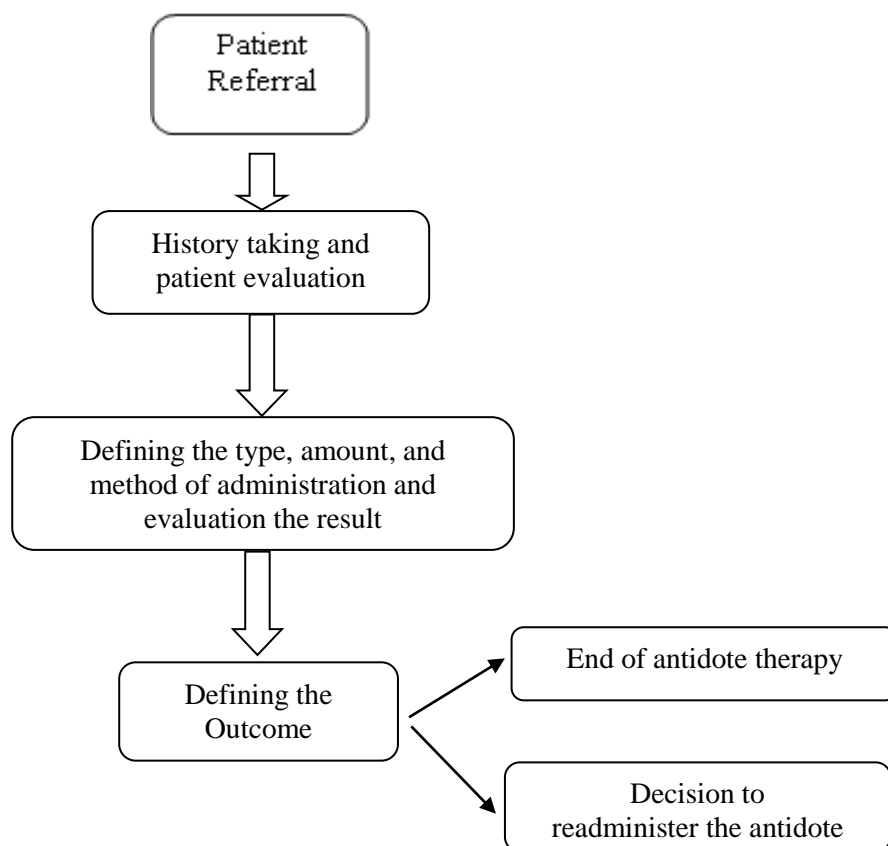 Patient
Referral
History taking and
patient evaluation
Defining the type, amount, and
method of administration and
evaluation the result
Defining the
Outcome
End of antidote therapy
Decision to
readminister the antidote